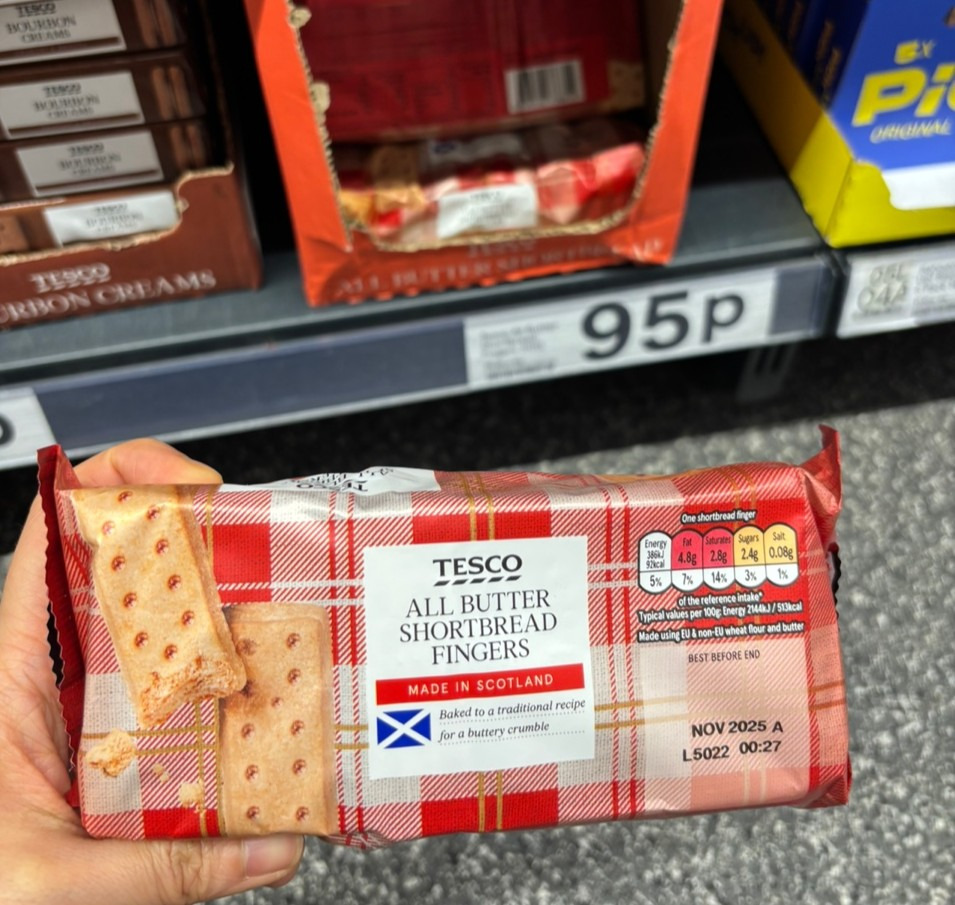 TESCO
BOURBON
CREAMS
TESCO
BOURBON
CREAMS
TESCO
BOURBON
CREAMS
TESCO
TESCO
BOURBON CREAMS
TESCO
TESCO
ALL BUTTER SHORTBREAD
95p
5x
Pi
ORIGINAL
TESCO
ALL BUTTER
SHORTBREAD
FINGERS
MADE IN SCOTLAND
Baked to a traditional recipe
for a buttery crumble
One shortbread finger
Energy Fat Saturates Sugars Salt
386kJ 92kcal 4.8g 2.8g 2.4g 0.08g
5% 7% 14% 3% 1%
of the reference intake*
Typical values per 100g: Energy 2144kJ / 513kcal
Made using EU & non-EU wheat flour and butter
BEST BEFORE END
NOV 2025 A
L5022 00:27